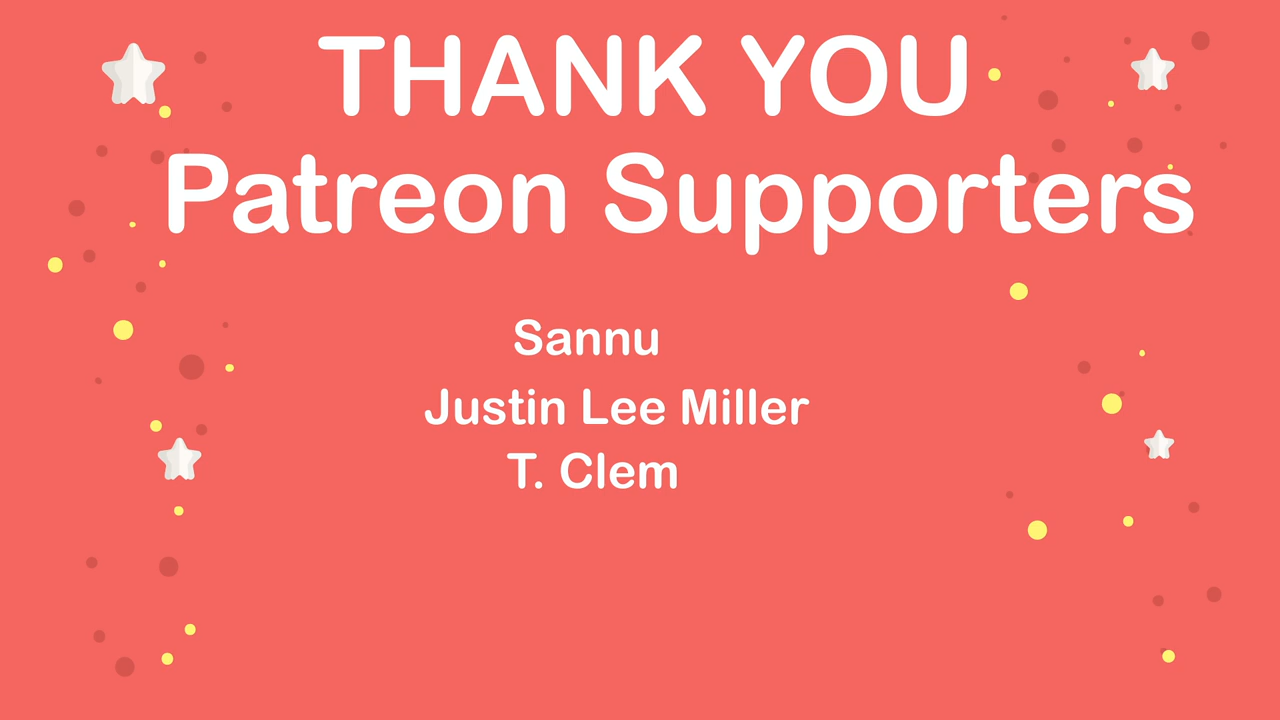 THANK YOU
Patreon Supporters
Sannu
Justin Lee Miller
T. Clem